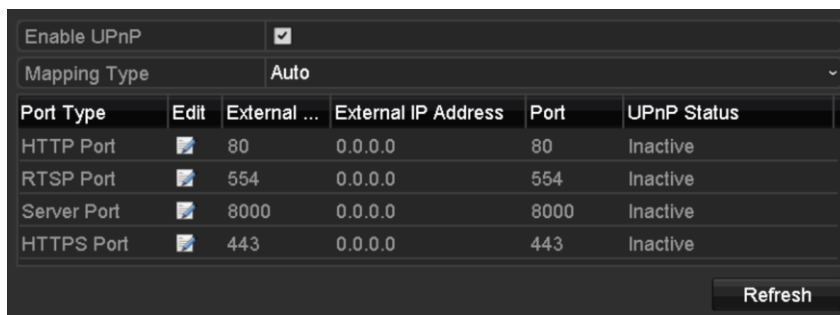 Enable UPnP
Mapping Type Auto
Port Type Edit External ... External IP Address Port UPnP Status
HTTP Port 80 0.0.0.0 80 Inactive
RTSP Port 554 0.0.0.0 554 Inactive
Server Port 8000 0.0.0.0 8000 Inactive
HTTPS Port 443 0.0.0.0 443 Inactive
Refresh